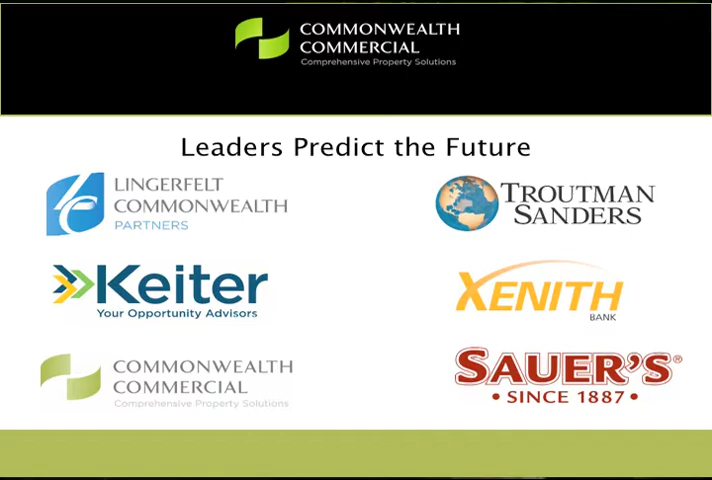 COMMONWEALTH
COMMERCIAL
Comprehensive Property Solutions
Leaders Predict the Future
LINGERFELT
COMMONWEALTH
PARTNERS
TROUTMAN
SANDERS
Keiter
Your Opportunity Advisors
XENITH
BANK
COMMONWEALTH
COMMERCIAL
Comprehensive Property Solutions
SAUER'S®
• SINCE 1887 •